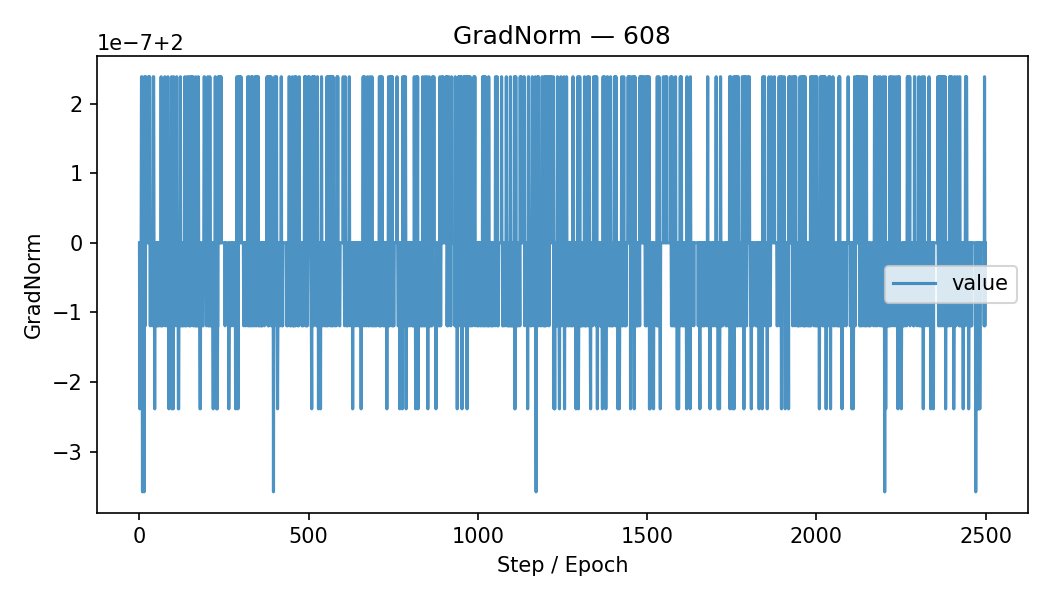 GradNorm — 608
1e−7+2
2
1
0
−1
−2
−3
GradNorm
value
0 500 1000 1500 2000 2500
Step / Epoch